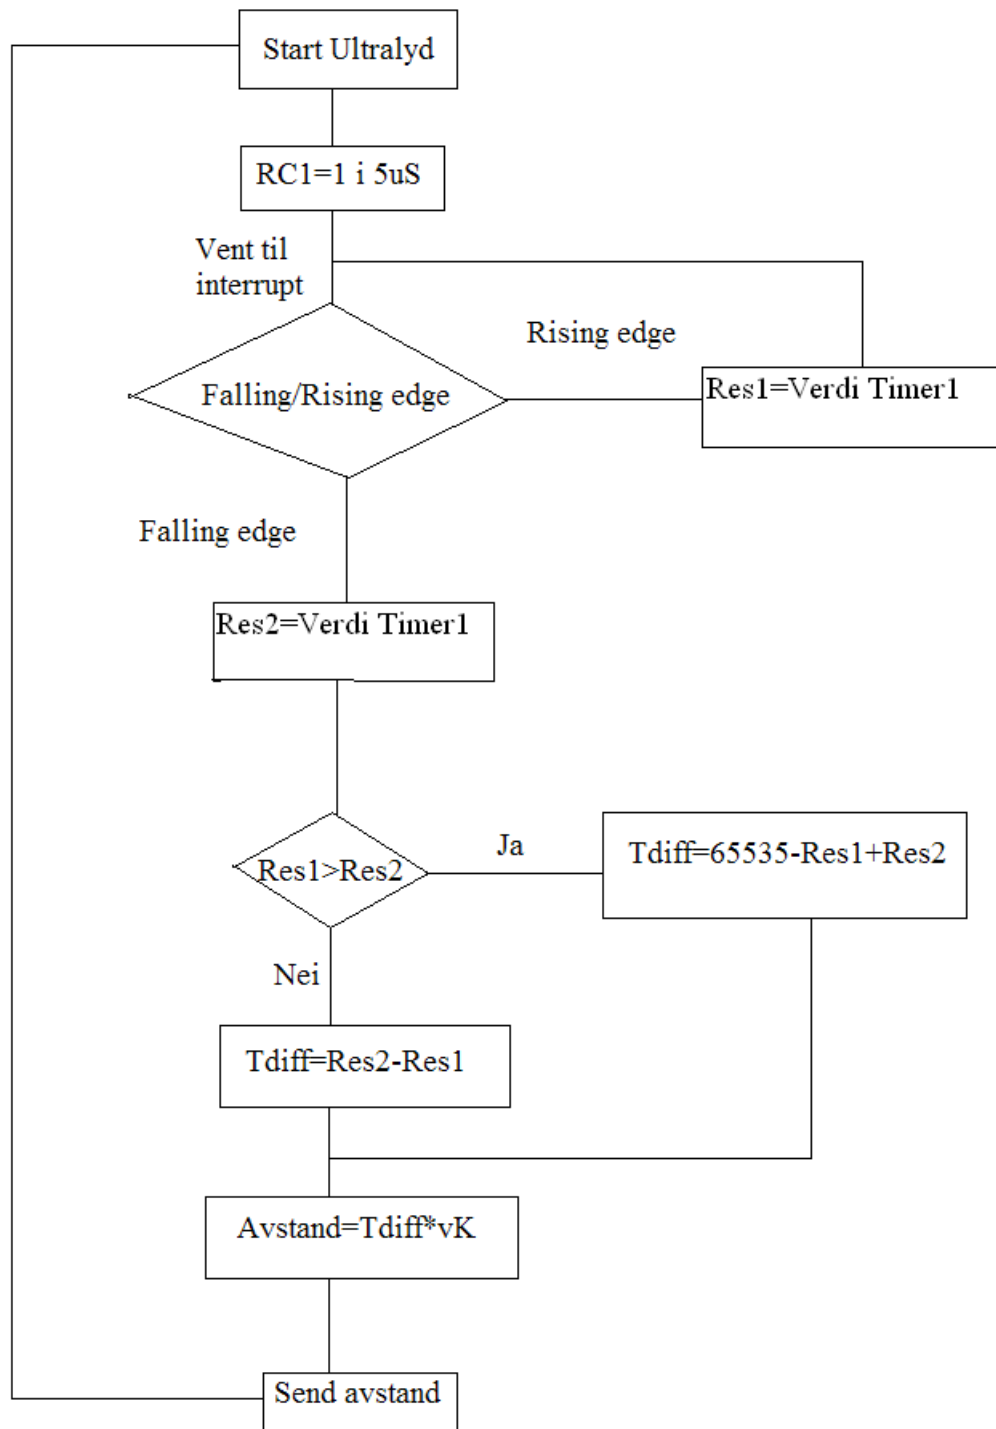 Start Ultralyd
RC1=1 i 5uS
Vent til
interrupt
Rising edge
Falling/Rising edge
Res1=Verdi Timer1
Falling edge
Res2=Verdi Timer1
Res1>Res2
Ja
Tdiff=65535-Res1+Res2
Nei
Tdiff=Res2-Res1
Avstand=Tdiff*vK
Send avstand